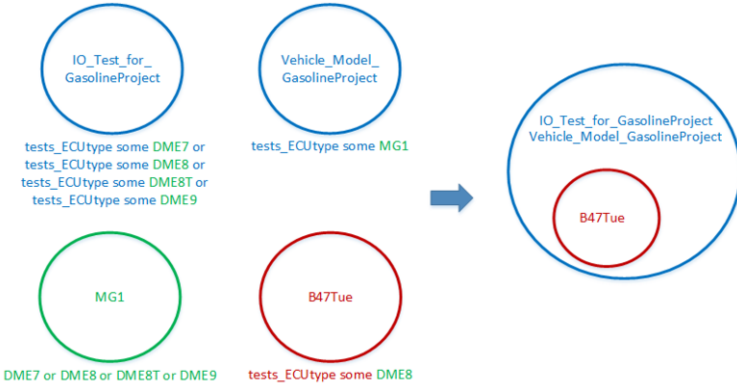 IO_Test_for_
GasolineProject
tests_ECUtype some DME7 or
tests_ECUtype some DME8 or
tests_ECUtype some DME8T or
tests_ECUtype some DME9
Vehicle_Model_
GasolineProject
tests_ECUtype some MG1
MG1
DME7 or DME8 or DME8T or DME9
B47Tue
tests_ECUtype some DME8
IO_Test_for_GasolineProject
Vehicle_Model_GasolineProject
B47Tue